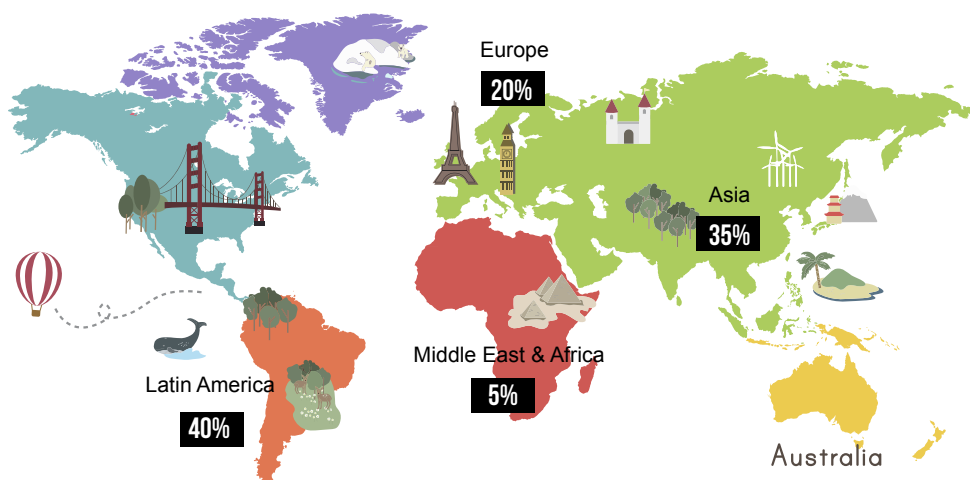 Europe
20%
Asia
35%
Middle East & Africa
5%
Latin America
40%
Australia